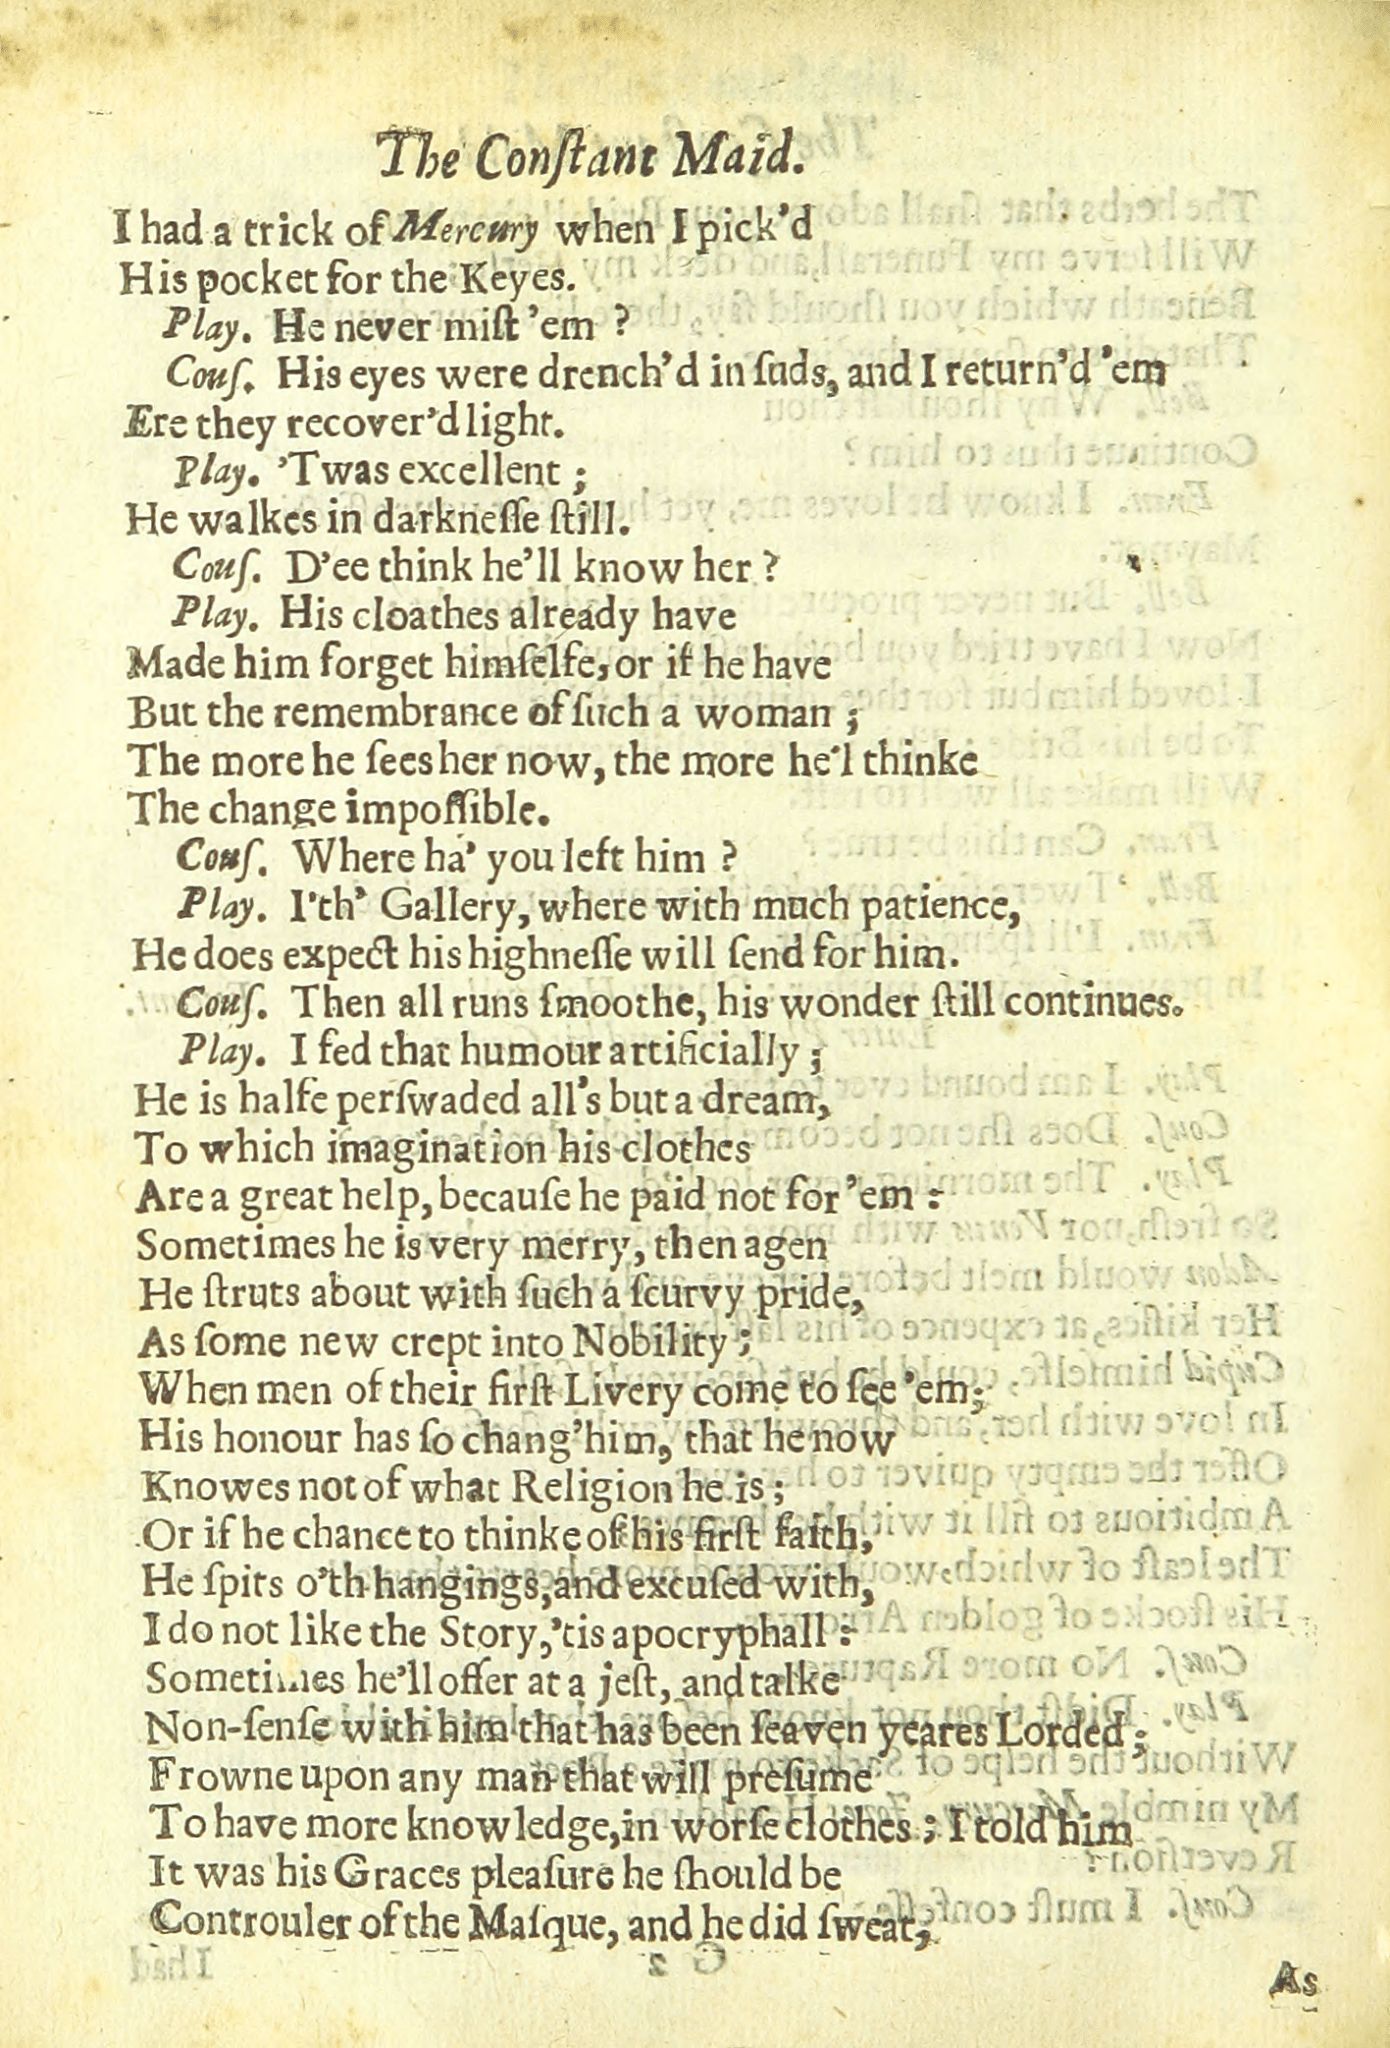 The Conſtant Maid.
I had a trick of Mercury when I pick'd
His pocket for the Keyes.
Play. He never miſt 'em ?
Couſ. His eyes were drench'd in ſuds, and I return'd 'em
Ere they recover'd light.
Play. 'Twas excellent ;
He walkes in darkneſſe ſtill.
Couſ. D'ee think he'll know her ?
Play. His cloathes already have
Made him forget himſelfe, or if he have
But the remembrance of ſuch a woman ;
The more he ſees her now, the more he'l thinke
The change impoſſible.
Couſ. Where ha' you left him ?
Play. I'th' Gallery, where with much patience,
He does expect his highneſſe will ſend for him.
Couſ. Then all runs ſmoothe, his wonder ſtill continues.
Play. I fed that humour artificially ;
He is halfe perſwaded all's but a dream,
To which imagination his clothes
Are a great help, becauſe he paid not for 'em :
Sometimes he is very merry, then agen
He ſtruts about with ſuch a ſcurvy pride,
As ſome new crept into Nobility ;
When men of their firſt Livery come to ſee 'em;
His honour has ſo chang'him, that he now
Knowes not of what Religion he is ;
Or if he chance to thinke of his firſt faith,
He ſpits o'th hangings, and excuſed with,
I do not like the Story,'tis apocryphall :
Sometimes he'll offer at a jeſt, and talke
Non-ſenſe with him that has been ſeaven yeares Lorded ;
Frowne upon any man that will preſume
To have more knowledge, in worſe clothes ; I told him
It was his Graces pleaſure he ſhould be
Controuler of the Maſque, and he did ſweat,
As